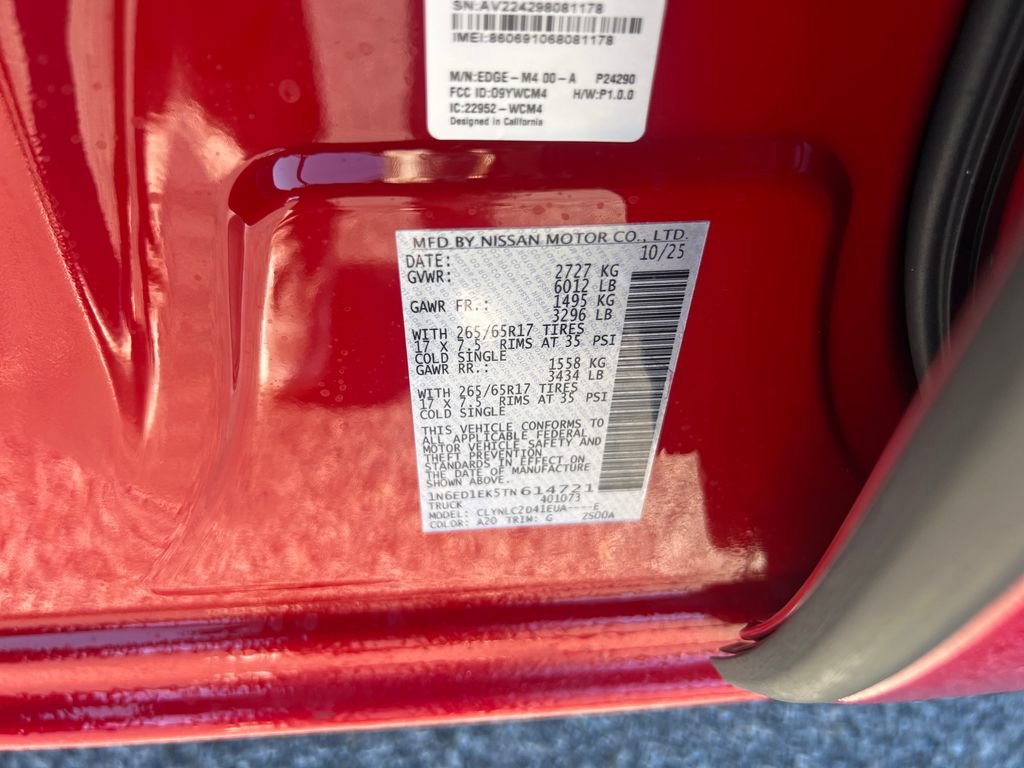 SN:AV224298081178
IMEI:860691068081178
M/N:EDGE-M4 00-A P24290
FCC ID:O9YWCM4 H/W:P1.0.0
IC:22952-WCM4
Designed in California
MFD BY NISSAN MOTOR CO., LTD.
DATE: 10/25
GVWR: 2727 KG
6012 LB
GAWR FR.: 1495 KG
3296 LB
WITH 265/65R17 TIRES
17 X 7.5 RIMS AT 35 PSI
COLD SINGLE
GAWR RR.: 1558 KG
3434 LB
WITH 265/65R17 TIRES
17 X 7.5 RIMS AT 35 PSI
COLD SINGLE
THIS VEHICLE CONFORMS TO
ALL APPLICABLE FEDERAL
MOTOR VEHICLE SAFETY AND
THEFT PREVENTION
STANDARDS IN EFFECT ON
THE DATE OF MANUFACTURE
SHOWN ABOVE.
1N6ED1EK5TN614721
TRUCK 401073
MODEL: CLYNLC2D41EUA----E
COLOR: A20 TRIM: G 2S00A